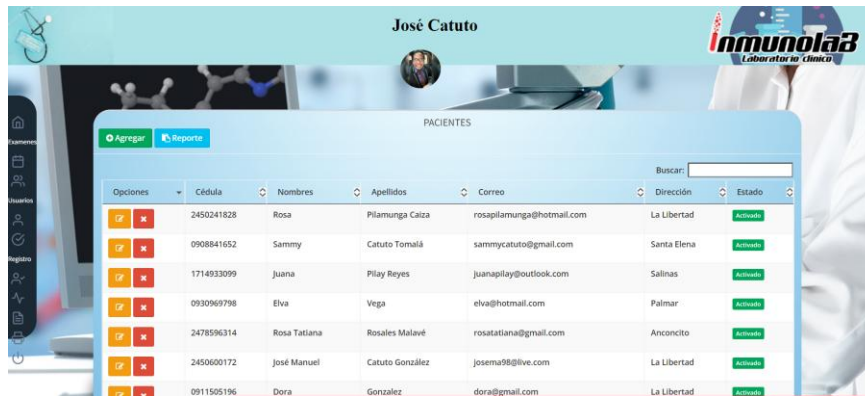 José Catuto
Inmunolab
Laboratorio clínico
PACIENTES
Agregar Reporte
Examenes
Usuarios
Registro
Buscar:
Opciones Cédula Nombres Apellidos Correo Dirección Estado
2450241828 Rosa Pilamunga Caiza rosapilamunga@hotmail.com La Libertad Activado
0908841652 Sammy Catuto Tomalá sammycatuto@gmail.com Santa Elena Activado
1714933099 Juana Pilay Reyes juanapilay@outlook.com Salinas Activado
0930969798 Elva Vega elva@hotmail.com Palmar Activado
2478596314 Rosa Tatiana Rosales Malavé rosatatiana@gmail.com Anconcito Activado
2450600172 José Manuel Catuto González josema98@live.com La Libertad Activado
0911505196 Dora Gonzalez dora@gmail.com La Libertad Activado